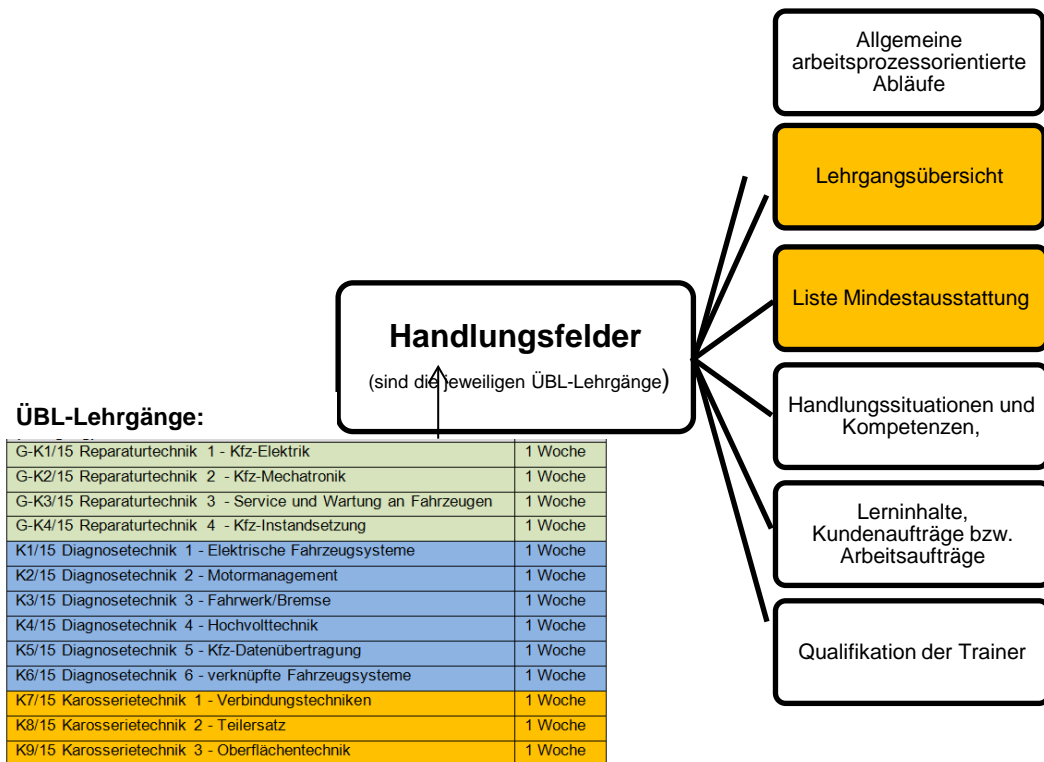 Allgemeine
arbeitsprozessorientierte
Abläufe
Lehrgangsübersicht
Liste Mindestausstattung
Handlungsfelder
(sind die jeweiligen ÜBL-Lehrgänge)
Handlungssituationen und
Kompetenzen,
Lerninhalte,
Kundenaufträge bzw.
Arbeitsaufträge
Qualifikation der Trainer
ÜBL-Lehrgänge:
G-K1/15 Reparaturtechnik 1 - Kfz-Elektrik 1 Woche
G-K2/15 Reparaturtechnik 2 - Kfz-Mechatronik 1 Woche
G-K3/15 Reparaturtechnik 3 - Service und Wartung an Fahrzeugen 1 Woche
G-K4/15 Reparaturtechnik 4 - Kfz-Instandsetzung 1 Woche
K1/15 Diagnosetechnik 1 - Elektrische Fahrzeugsysteme 1 Woche
K2/15 Diagnosetechnik 2 - Motormanagement 1 Woche
K3/15 Diagnosetechnik 3 - Fahrwerk/Bremse 1 Woche
K4/15 Diagnosetechnik 4 - Hochvolttechnik 1 Woche
K5/15 Diagnosetechnik 5 - Kfz-Datenübertragung 1 Woche
K6/15 Diagnosetechnik 6 - verknüpfte Fahrzeugsysteme 1 Woche
K7/15 Karosserietechnik 1 - Verbindungstechniken 1 Woche
K8/15 Karosserietechnik 2 - Teilersatz 1 Woche
K9/15 Karosserietechnik 3 - Oberflächentechnik 1 Woche